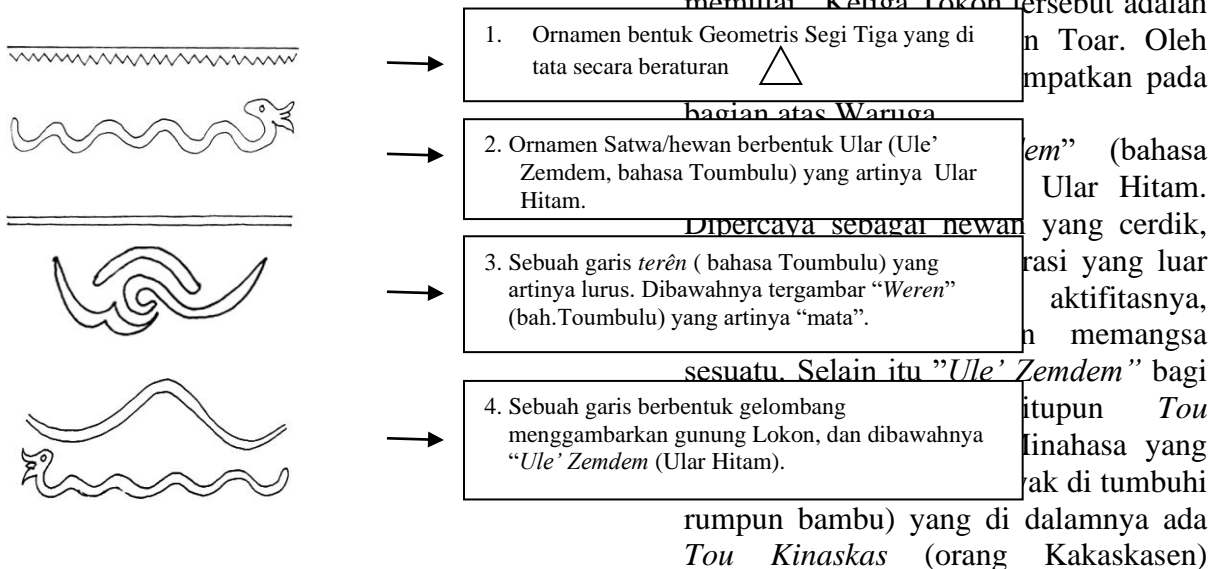 1. Ornamen bentuk Geometris Segi Tiga yang di
tata secara beraturan
2. Ornamen Satwa/hewan berbentuk Ular (Ule’
Zemdem, bahasa Toumbulu) yang artinya Ular
Hitam.
3. Sebuah garis terên ( bahasa Toumbulu) yang
artinya lurus. Dibawahnya tergambar “Weren”
(bah.Toumbulu) yang artinya “mata”.
4. Sebuah garis berbentuk gelombang
menggambarkan gunung Lokon, dan dibawahnya
“Ule’ Zemdem (Ular Hitam).
Ketiga Tokoh tersebut adalah
n Toar. Oleh
mpatkan pada
bagian atas Waruga.
em” (bahasa
Ular Hitam.
Dipercaya sebagai hewan yang cerdik,
rasi yang luar
aktifitasnya,
n memangsa
sesuatu. Selain itu ”Ule’ Zemdem” bagi
itupun Tou
Minahasa yang
yak di tumbuhi
rumpun bambu) yang di dalamnya ada
Tou Kinaskas (orang Kakaskasen)